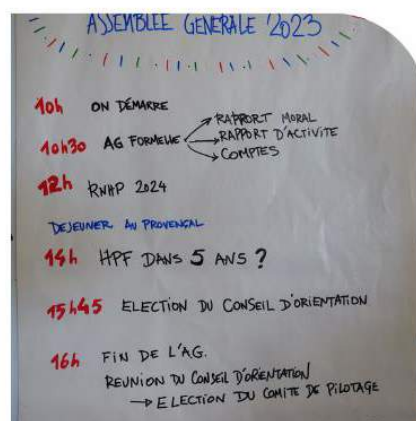 ASSEMBLEE GENERALE 2023
10h ON DÉMARRE
10h30 AG FORMELLE → RAPPORT MORAL
→ RAPPORT D'ACTIVITE
→ COMPTES
12h RNHP 2024
DEJEUNER AU PROVENÇAL
14h HPF DANS 5 ANS ?
15h45 ELECTION DU CONSEIL D'ORIENTATION
16h FIN DE L'AG.
REUNION DU CONSEIL D'ORIENTATION
→ ELECTION DU COMITE DE PILOTAGE